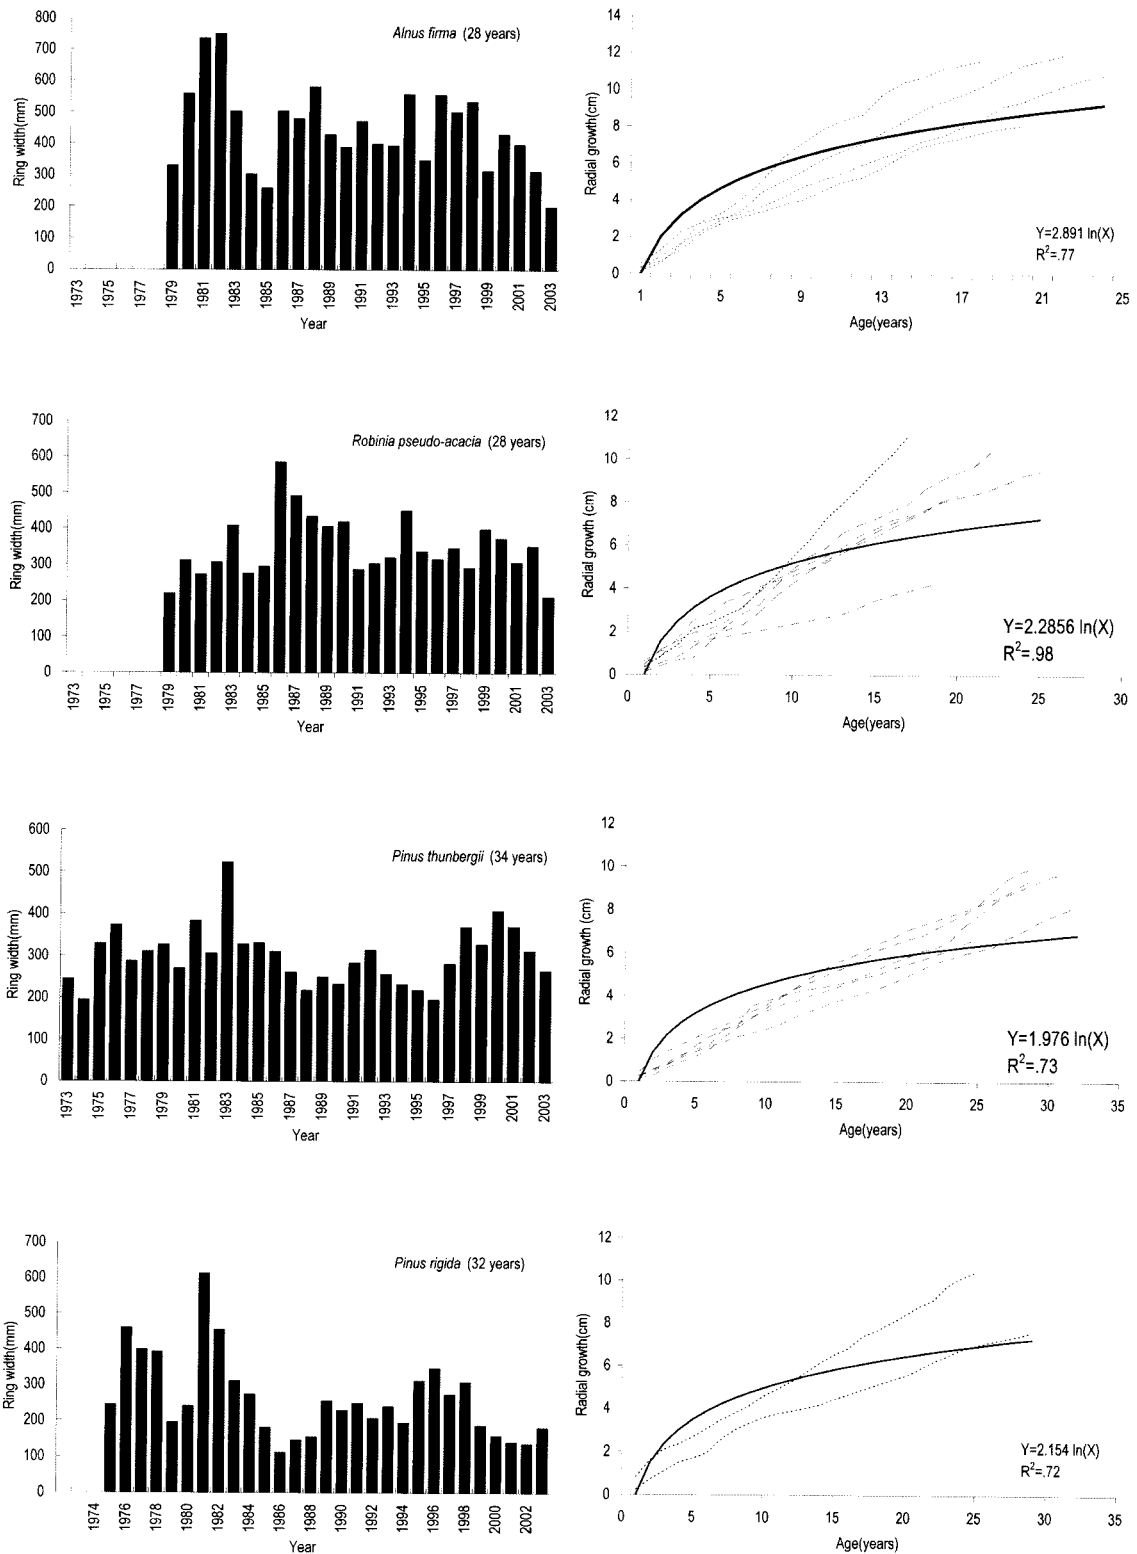 800
700
600
500
400
300
200
100
0
Ring width(mm)
Alnus firma (28 years)
1973 1975 1977 1979 1981 1983 1985 1987 1989 1991 1993 1995 1997 1999 2001 2003
Year
14
12
10
8
6
4
2
0
Radial growth(cm)
Y=2.891 ln(X)
R²=.77
1 5 9 13 17 21 25
Age(years)
700
600
500
400
300
200
100
0
Ring width(mm)
Robinia pseudo-acacia (28 years)
1973 1975 1977 1979 1981 1983 1985 1987 1989 1991 1993 1995 1997 1999 2001 2003
Year
12
10
8
6
4
2
0
Radial growth (cm)
Y=2.2856 ln(X)
R²=.98
0 5 10 15 20 25 30
Age(years)
600
500
400
300
200
100
0
Ring width(mm)
Pinus thunbergii (34 years)
1973 1975 1977 1979 1981 1983 1985 1987 1989 1991 1993 1995 1997 1999 2001 2003
Year
12
10
8
6
4
2
0
Radial growth (cm)
Y=1.976 ln(X)
R²=.73
0 5 10 15 20 25 30 35
Age(years)
700
600
500
400
300
200
100
0
Ring width(mm)
Pinus rigida (32 years)
1974 1976 1978 1980 1982 1984 1986 1988 1990 1992 1994 1996 1998 2000 2002
Year
12
10
8
6
4
2
0
Radial growth(cm)
Y=2.154 ln(X)
R²=.72
0 5 10 15 20 25 30 35
Age(years)